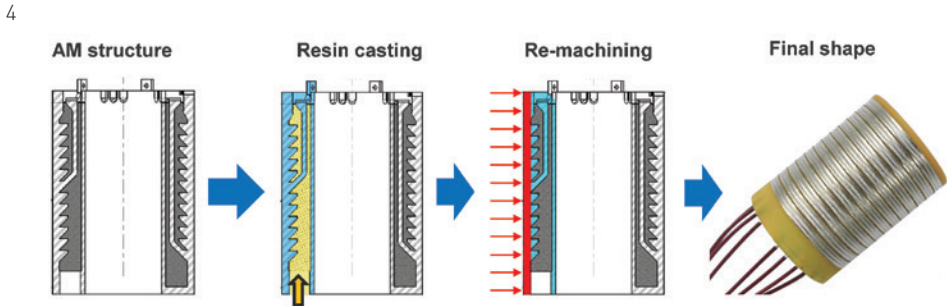 4
AM structure
Resin casting
Re-machining
Final shape